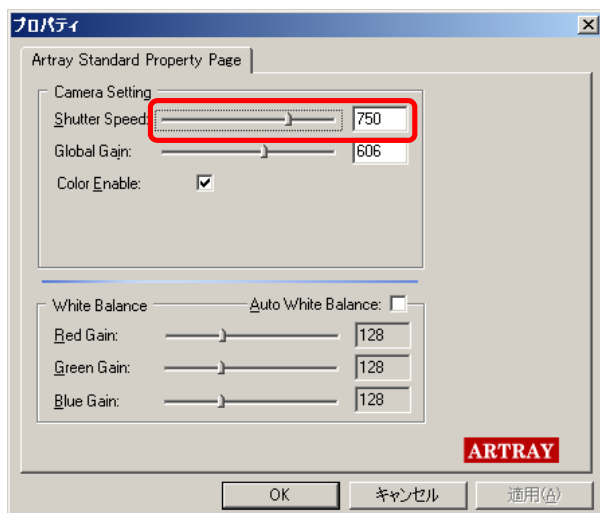 プロパティ
Artray Standard Property Page
Camera Setting
Shutter Speed: 750
Global Gain: 606
Color Enable:
White Balance Auto White Balance:
Red Gain: 128
Green Gain: 128
Blue Gain: 128
ARTRAY
OK キャンセル 適用(A)